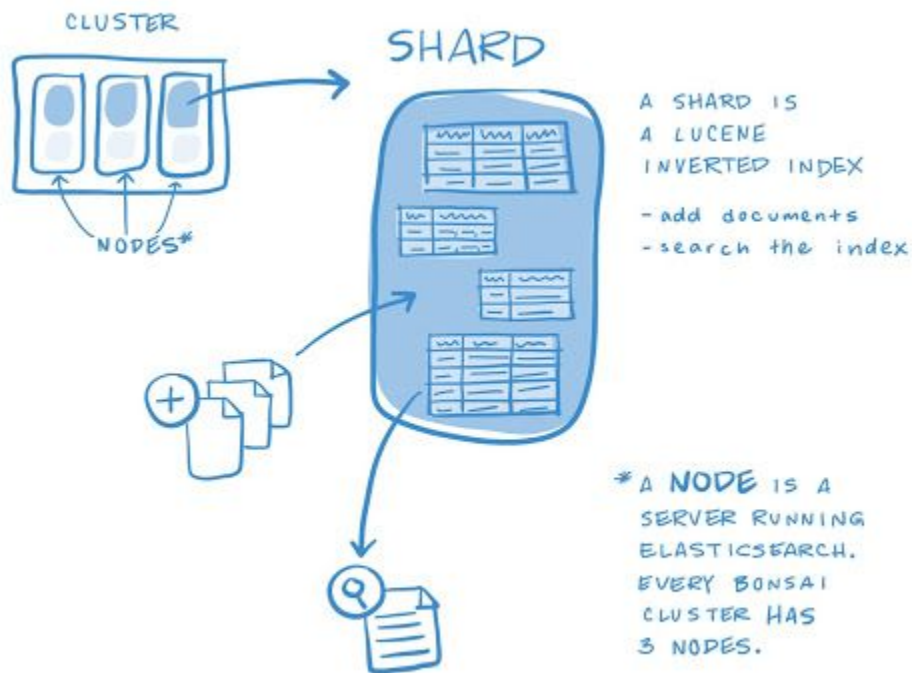 CLUSTER
NODES*
SHARD
A SHARD IS
A LUCENE
INVERTED INDEX
- add documents
- search the index
* A NODE IS A
SERVER RUNNING
ELASTICSEARCH.
EVERY BONSAI
CLUSTER HAS
3 NODES.